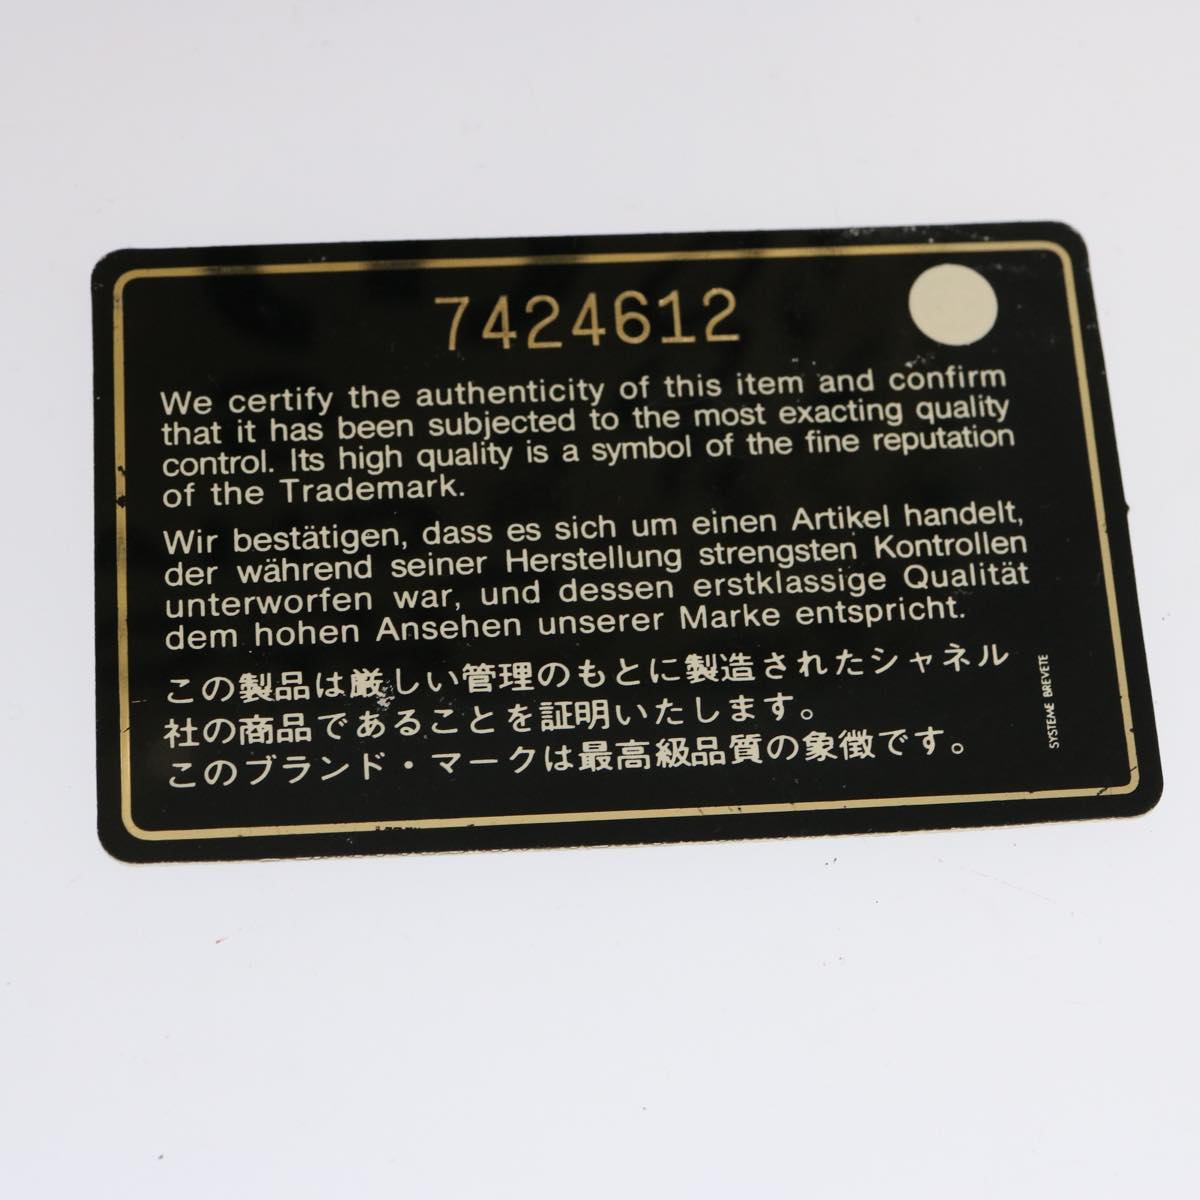 7424612
We certify the authenticity of this item and confirm
that it has been subjected to the most exacting quality
control. Its high quality is a symbol of the fine reputation
of the Trademark.
Wir bestätigen, dass es sich um einen Artikel handelt,
der während seiner Herstellung strengsten Kontrollen
unterworfen war, und dessen erstklassige Qualität
dem hohen Ansehen unserer Marke entspricht.
この製品は厳しい管理のもとに製造されたシャネル
社の商品であることを証明いたします。
このブランド・マークは最高級品質の象徴です。
SYSTEME BREVETE